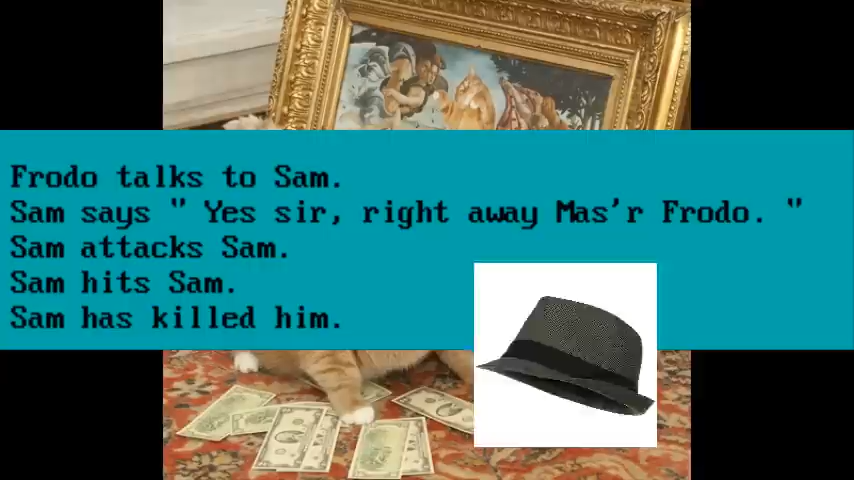 Frodo talks to Sam.
Sam says " Yes sir, right away Mas'r Frodo. "
Sam attacks Sam.
Sam hits Sam.
Sam has killed him.